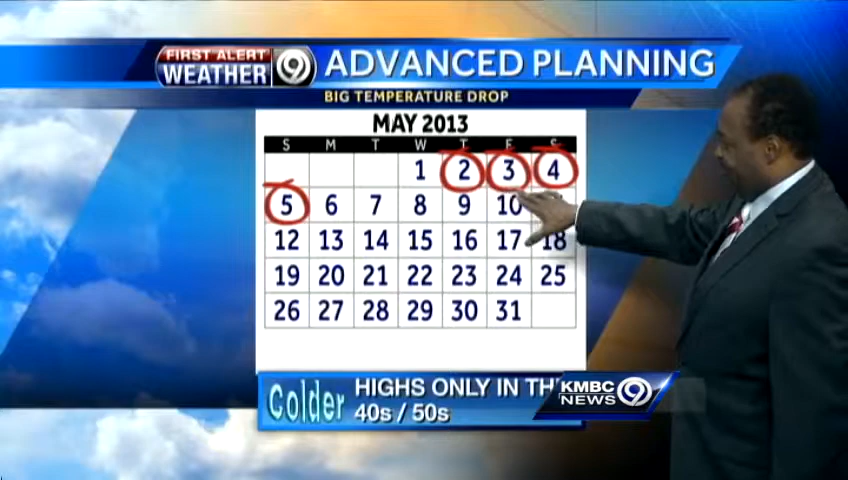 FIRST ALERT
WEATHER 9
ADVANCED PLANNING
BIG TEMPERATURE DROP
MAY 2013
S M T W T F S
1 2 3 4
5 6 7 8 9 10
12 13 14 15 16 17 18
19 20 21 22 23 24 25
26 27 28 29 30 31
Colder
HIGHS ONLY IN TH
40s / 50s
KMBC 9
NEWS